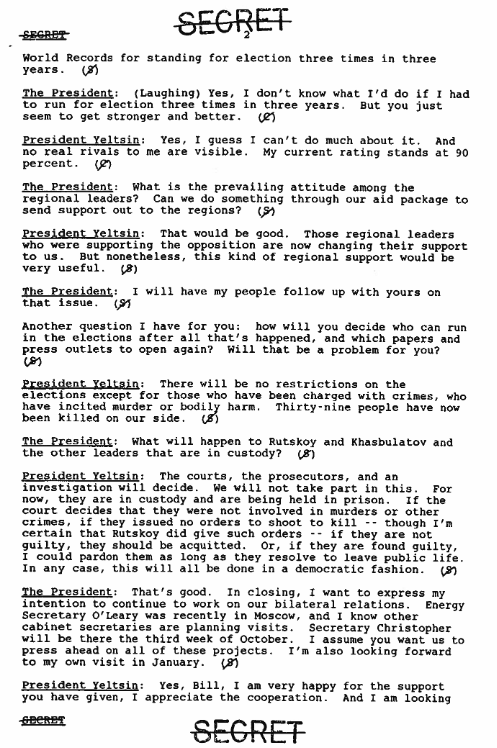 SECRET
SECRET
2
World Records for standing for election three times in three
years. (S)
The President: (Laughing) Yes, I don't know what I'd do if I had
to run for election three times in three years. But you just
seem to get stronger and better. (C)
President Yeltsin: Yes, I guess I can't do much about it. And
no real rivals to me are visible. My current rating stands at 90
percent. (C)
The President: What is the prevailing attitude among the
regional leaders? Can we do something through our aid package to
send support out to the regions? (S)
President Yeltsin: That would be good. Those regional leaders
who were supporting the opposition are now changing their support
to us. But nonetheless, this kind of regional support would be
very useful. (S)
The President: I will have my people follow up with yours on
that issue. (S)
Another question I have for you: how will you decide who can run
in the elections after all that's happened, and which papers and
press outlets to open again? Will that be a problem for you?
(S)
President Yeltsin: There will be no restrictions on the
elections except for those who have been charged with crimes, who
have incited murder or bodily harm. Thirty-nine people have now
been killed on our side. (S)
The President: What will happen to Rutskoy and Khasbulatov and
the other leaders that are in custody? (S)
President Yeltsin: The courts, the prosecutors, and an
investigation will decide. We will not take part in this. For
now, they are in custody and are being held in prison. If the
court decides that they were not involved in murders or other
crimes, if they issued no orders to shoot to kill -- though I'm
certain that Rutskoy did give such orders -- if they are not
guilty, they should be acquitted. Or, if they are found guilty,
I could pardon them as long as they resolve to leave public life.
In any case, this will all be done in a democratic fashion. (S)
The President: That's good. In closing, I want to express my
intention to continue to work on our bilateral relations. Energy
Secretary O'Leary was recently in Moscow, and I know other
cabinet secretaries are planning visits. Secretary Christopher
will be there the third week of October. I assume you want us to
press ahead on all of these projects. I'm also looking forward
to my own visit in January. (S)
President Yeltsin: Yes, Bill, I am very happy for the support
you have given, I appreciate the cooperation. And I am looking
SECRET
SECRET